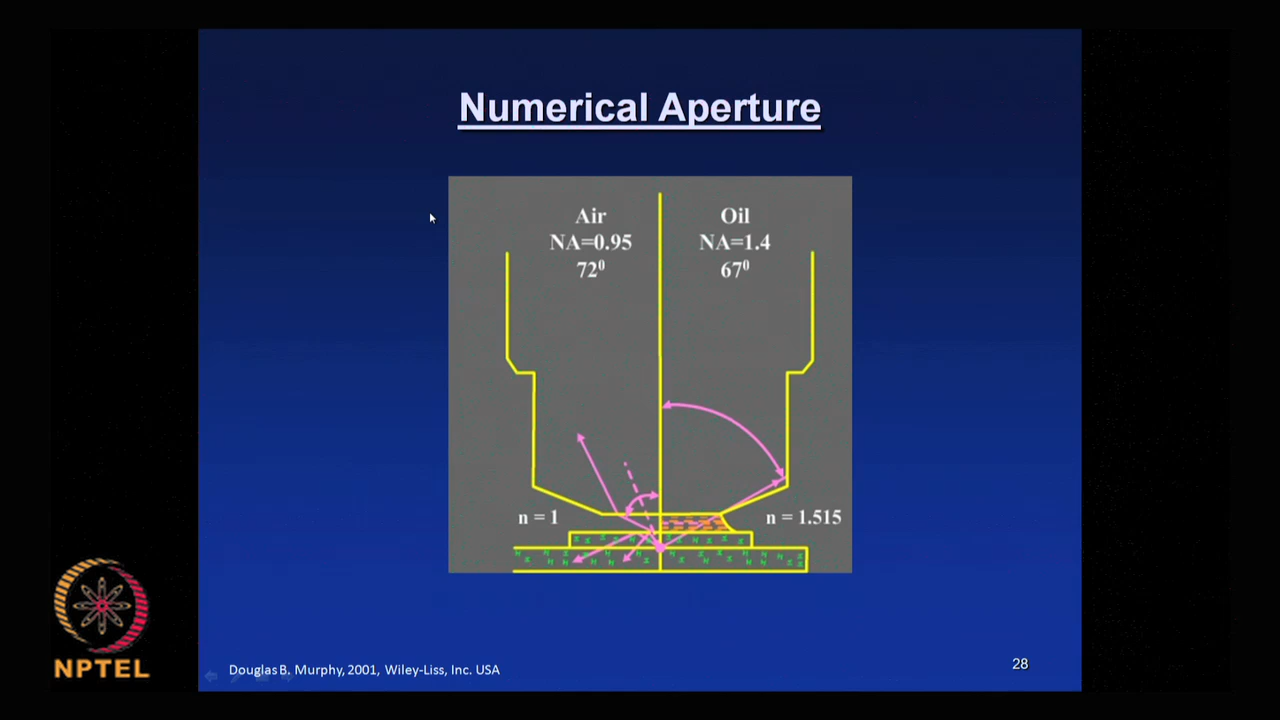 Numerical Aperture
Air
NA=0.95
72⁰
Oil
NA=1.4
67⁰
n = 1
n = 1.515
NPTEL
Douglas B. Murphy, 2001, Wiley-Liss, Inc. USA
28